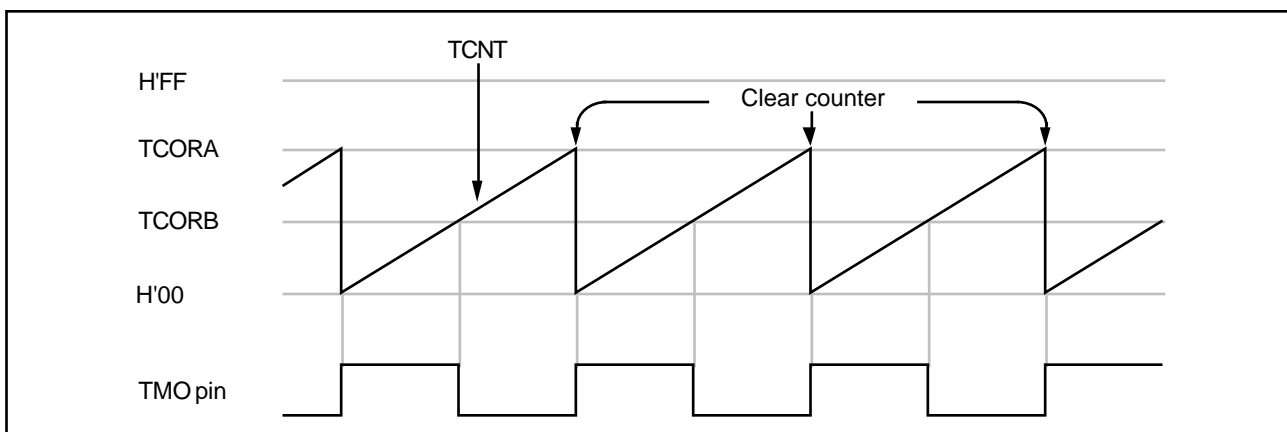 TCNT
H'FF
Clear counter
TCORA
TCORB
H'00
TMO pin